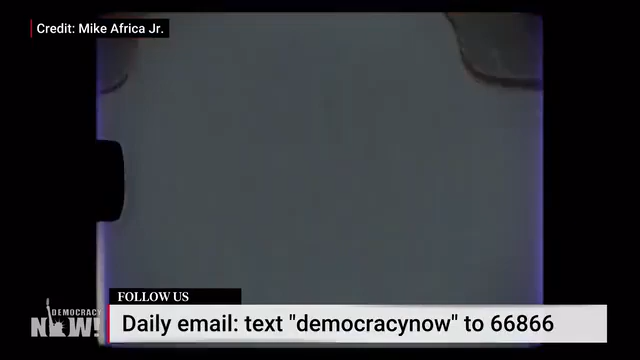 Credit: Mike Africa Jr.
FOLLOW US
DEMOCRACY
NOW!
Daily email: text "democracynow" to 66866